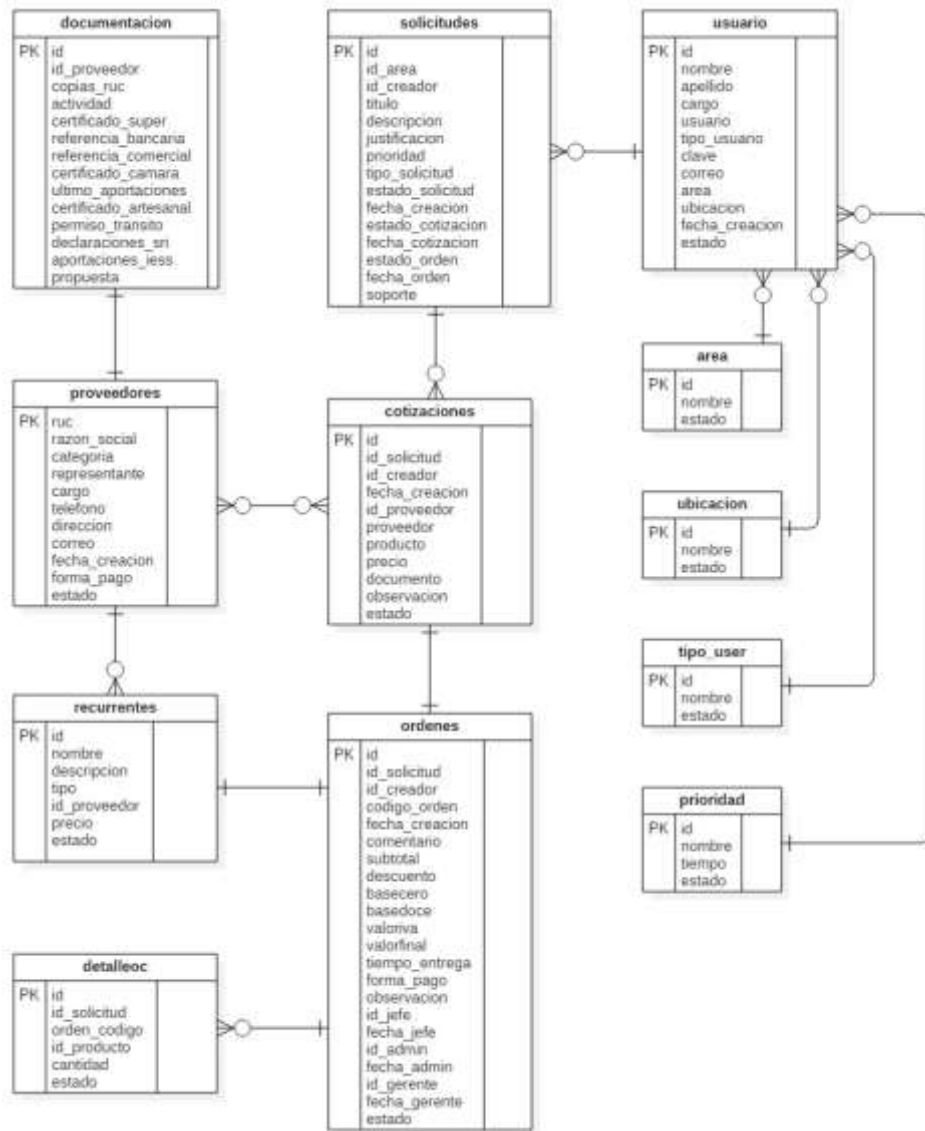 documentacion
PK id
id_proveedor
copias_ruc
actividad
certificado_super
referencia_bancaria
referencia_comercial
certificado_camara
ultimo_aportaciones
certificado_artesanal
permiso_transito
declaraciones_sri
aportaciones_iess
propuesta
solicitudes
PK id
id_area
id_creador
titulo
descripcion
justificacion
prioridad
tipo_solicitud
estado_solicitud
fecha_creacion
estado_cotizacion
fecha_cotizacion
estado_orden
fecha_orden
soporte
usuario
PK id
nombre
apellido
cargo
usuario
tipo_usuario
clave
correo
area
ubicacion
fecha_creacion
estado
proveedores
PK ruc
razon_social
categoria
representante
cargo
telefono
direccion
correo
fecha_creacion
forma_pago
estado
cotizaciones
PK id
id_solicitud
id_creador
fecha_creacion
id_proveedor
proveedor
producto
precio
documento
observacion
estado
area
PK id
nombre
estado
ubicacion
PK id
nombre
estado
tipo_user
PK id
nombre
estado
recurrentes
PK id
nombre
descripcion
tipo
id_proveedor
precio
estado
ordenes
PK id
id_solicitud
id_creador
codigo_orden
fecha_creacion
comentario
subtotal
descuento
basecero
basedoce
valoriva
valorfinal
tiempo_entrega
forma_pago
observacion
id_jefe
fecha_jefe
id_admin
fecha_admin
id_gerente
fecha_gerente
estado
prioridad
PK id
nombre
tiempo
estado
detalleoc
PK id
id_solicitud
orden_codigo
id_producto
cantidad
estado